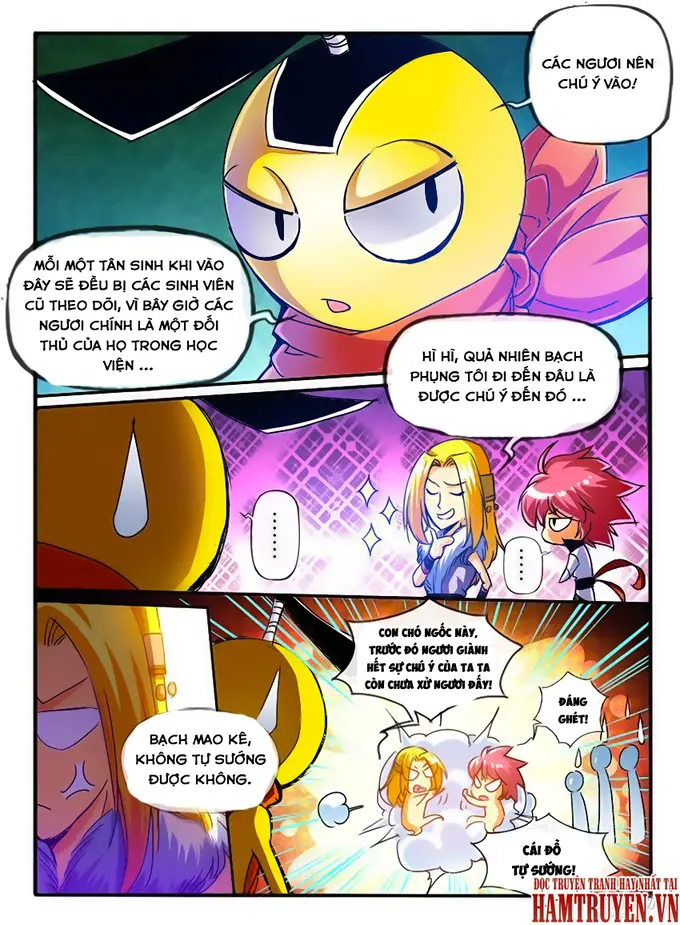 CÁC NGƯƠI NÊN
CHÚ Ý VÀO!
MỖI MỘT TÂN SINH KHI VÀO
ĐÂY SẼ ĐỀU BỊ CÁC SINH VIÊN
CŨ THEO DÕI, VÌ BÂY GIỜ CÁC
NGƯƠI CHÍNH LÀ MỘT ĐỐI
THỦ CỦA HỌ TRONG HỌC
VIỆN ...
HÌ HÌ, QUẢ NHIÊN BẠCH
PHỤNG TÔI ĐI ĐẾN ĐÂU LÀ
ĐƯỢC CHÚ Ý ĐẾN ĐÓ ...
......
......
CON CHÓ NGỐC NÀY,
TRƯỚC ĐÓ NGƯƠI GIÀNH
HẾT SỰ CHÚ Ý CỦA TA TA
CÒN CHƯA XỬ NGƯƠI ĐẤY!
ĐÁNG
GHÉT!
BẠCH MAO KÊ,
KHÔNG TỰ SƯỚNG
ĐƯỢC KHÔNG.
CÁI ĐỒ
TỰ SƯỚNG!
ĐỌC TRUYỆN TRANH HAY NHẤT TẠI
HAMTRUYEN.VN